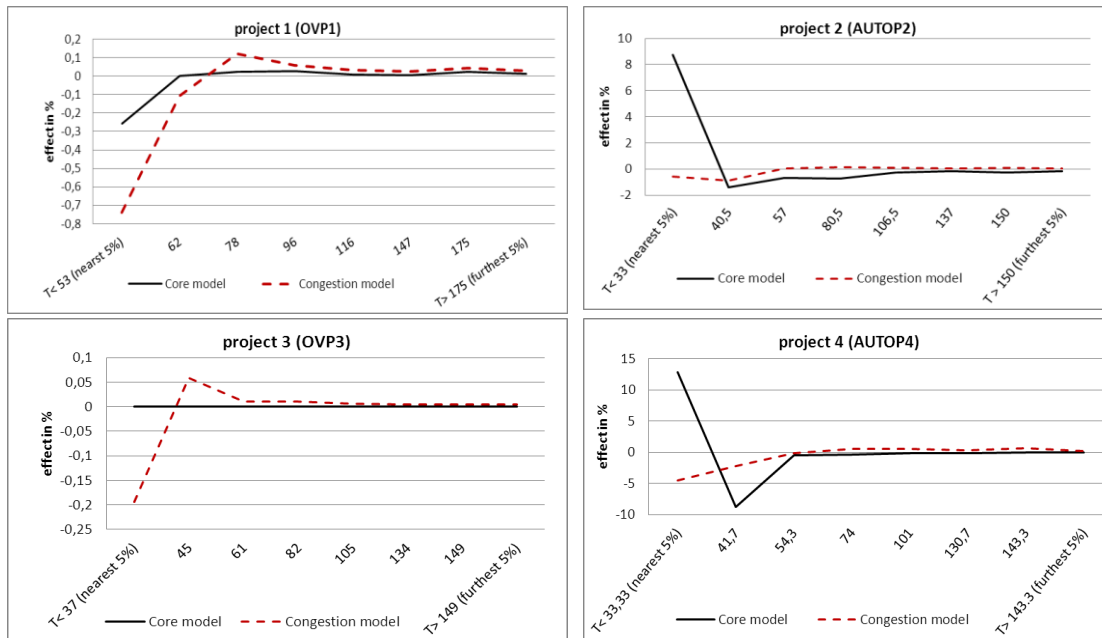 project 1 (OVP1)
effect in %
0,2
0,1
0
-0,1
-0,2
-0,3
-0,4
-0,5
-0,6
-0,7
-0,8
T< 53 (nearst 5%)
62
78
96
116
147
175
T> 175 (furthest 5%)
Core model
Congestion model
project 2 (AUTOP2)
effect in %
10
8
6
4
2
0
-2
T< 33 (nearest 5%)
40,5
57
80,5
106,5
137
150
T > 150 (furthest 5%)
Core model
Congestion model
project 3 (OVP3)
effect in %
0,1
0,05
0
-0,05
-0,1
-0,15
-0,2
-0,25
T< 37 (nearest 5%)
45
61
82
105
134
149
T> 149 (furthest 5%)
Core model
Congestion model
project 4 (AUTOP4)
effect in %
15
10
5
0
-5
-10
T< 33,33 (nearest 5%)
41,7
54,3
74
101
130,7
143,3
T> 143.3 (furthest 5%)
Core model
Congestion model